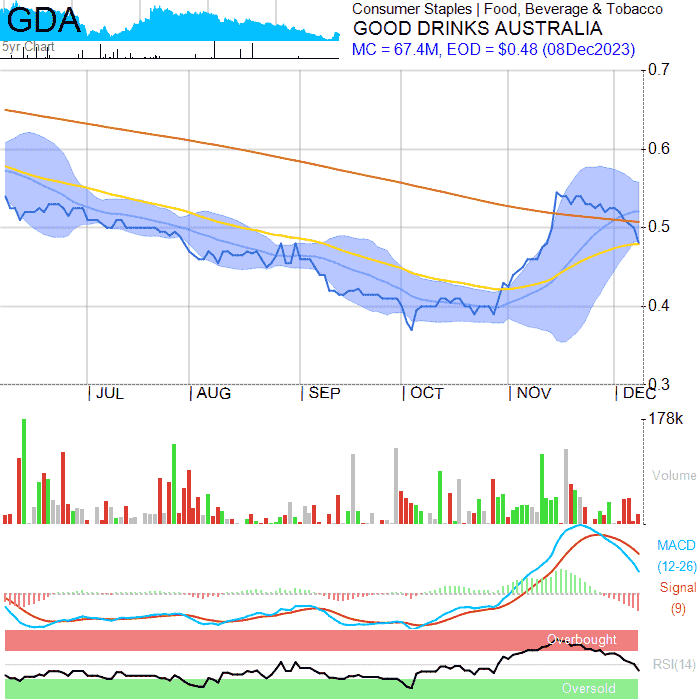 GDA
5yr Chart
Consumer Staples | Food, Beverage & Tobacco
GOOD DRINKS AUSTRALIA
MC = 67.4M, EOD = $0.48 (08Dec2023)
0.7
0.6
0.5
0.4
0.3
| JUL | AUG | SEP | OCT | NOV | DEC
178k
Volume
MACD
(12-26)
Signal
(9)
Overbought
RSI(14)
Oversold